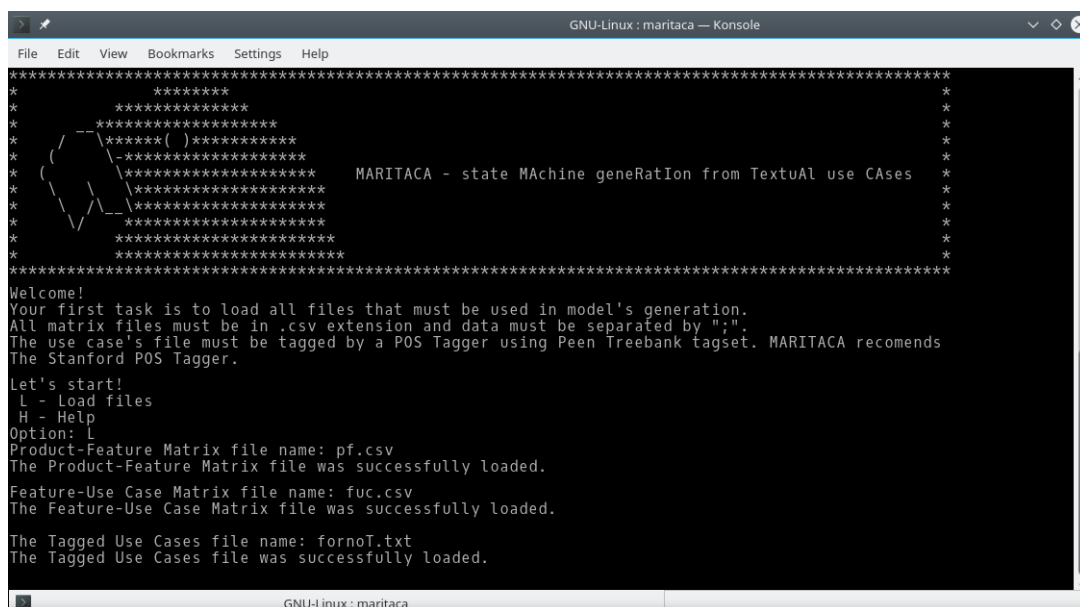 GNU-Linux : maritaca — Konsole
File Edit View Bookmarks Settings Help
**************************************************************************************************
* ******** *
* ************** *
* __******************* *
* / \******( )*********** *
* ( \-******************* *
* ( \******************** MARITACA - state MAchine geneRatIon from TextuAl use CAses *
* \ \ \******************** *
* \ /\__\******************** *
* \/ ********************* *
* *********************** *
* ************************ *
**************************************************************************************************
Welcome!
Your first task is to load all files that must be used in model's generation.
All matrix files must be in .csv extension and data must be separated by ";".
The use case's file must be tagged by a POS Tagger using Peen Treebank tagset. MARITACA recomends
The Stanford POS Tagger.
Let's start!
L - Load files
H - Help
Option: L
Product-Feature Matrix file name: pf.csv
The Product-Feature Matrix file was successfully loaded.
Feature-Use Case Matrix file name: fuc.csv
The Feature-Use Case Matrix file was successfully loaded.
The Tagged Use Cases file name: fornoT.txt
The Tagged Use Cases file was successfully loaded.
GNU-Linux : maritaca